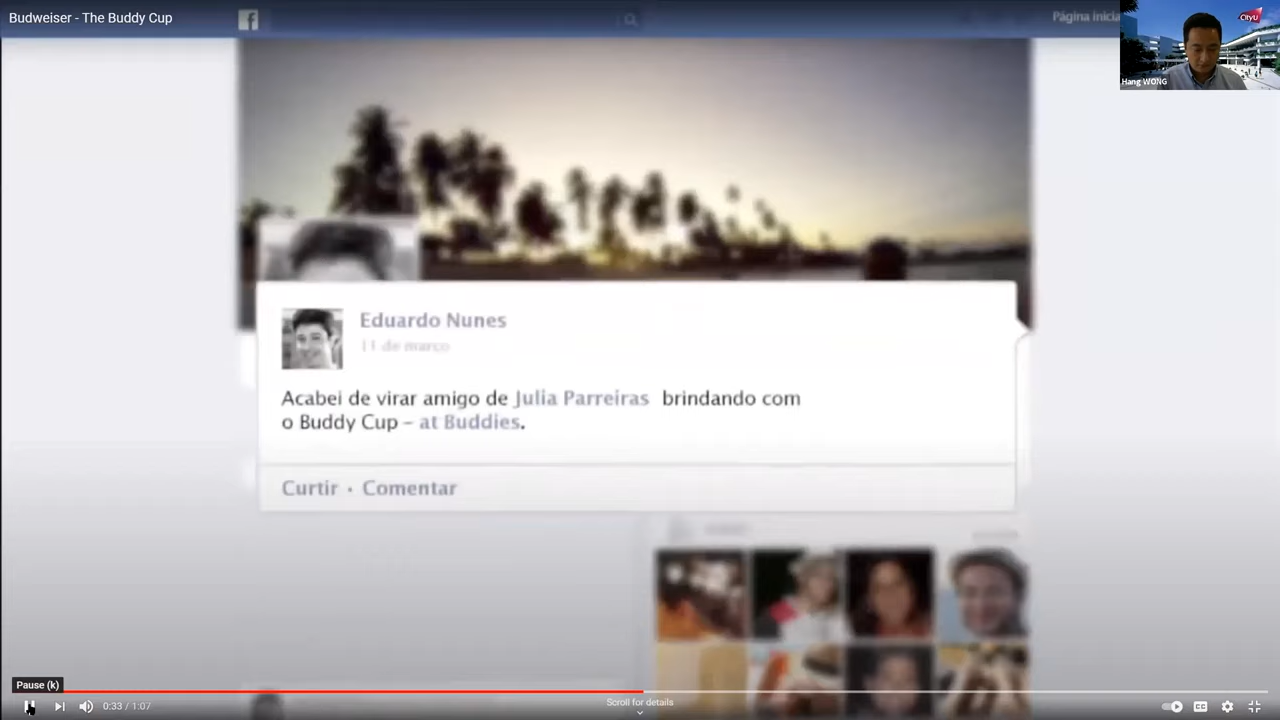 Budweiser - The Buddy Cup
f
Página inicia
CityU
Hang WONG
Eduardo Nunes
11 de março
Acabei de virar amigo de Julia Parreiras brindando com
o Buddy Cup – at Buddies.
Curtir · Comentar
Pause (k)
0:33 / 1:07
Scroll for details
CC